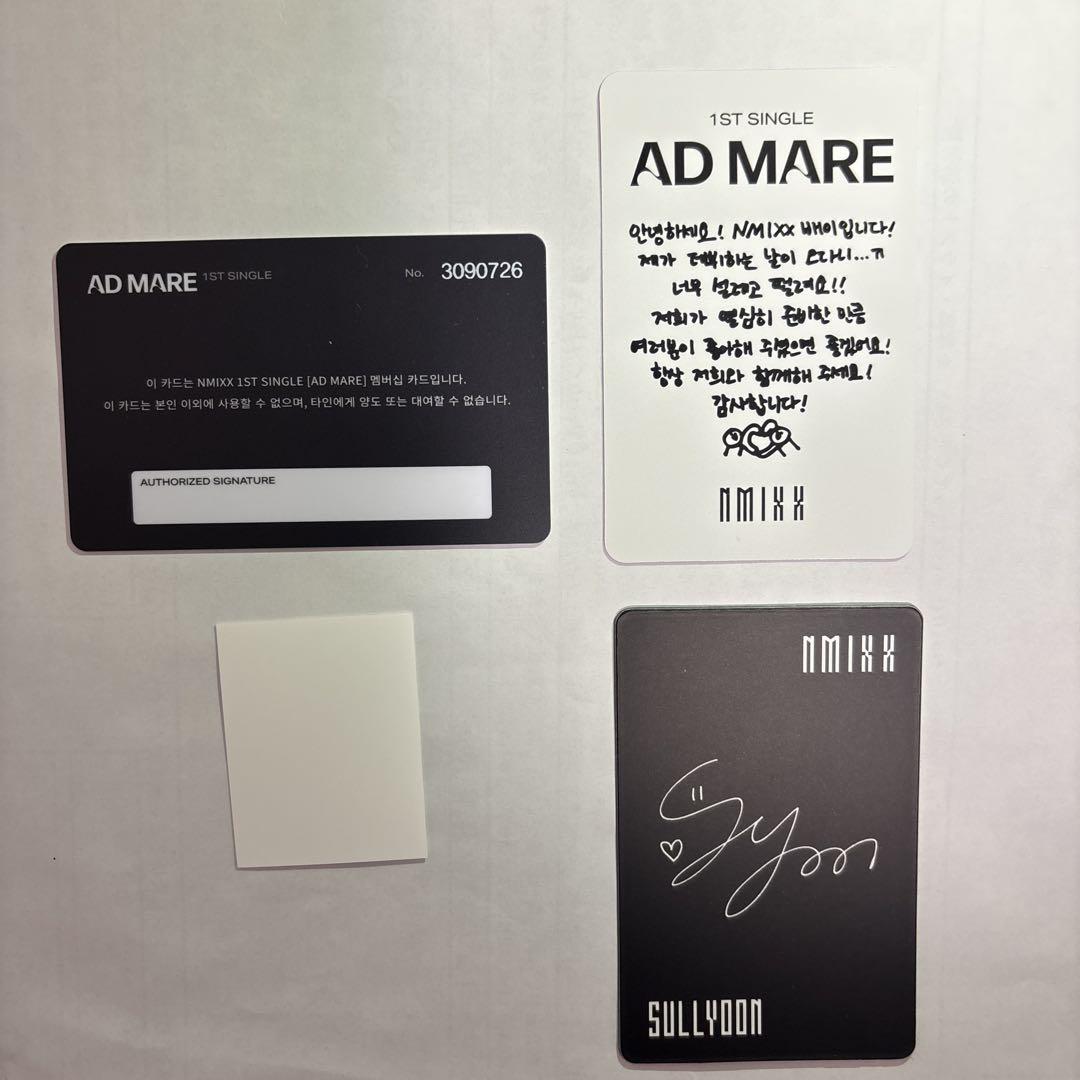 AD MARE 1ST SINGLE
No. 3090726
이 카드는 NMIXX 1ST SINGLE [AD MARE] 멤버십 카드입니다.
이 카드는 본인 이외에 사용할 수 없으며, 타인에게 양도 또는 대여할 수 없습니다.
AUTHORIZED SIGNATURE
1ST SINGLE
AD MARE
안녕하세요! NMIXX 배이입니다!
제가 데뷔하는 날이 오다니...ㅠ
너무 설레고 떨려요!!
저희가 열심히 준비한 만큼
여러분이 좋아해 주셨으면 좋겠어요!
항상 저희와 함께해 주세요!
감사합니다!
NMIXX
NMIXX
SULLYOON